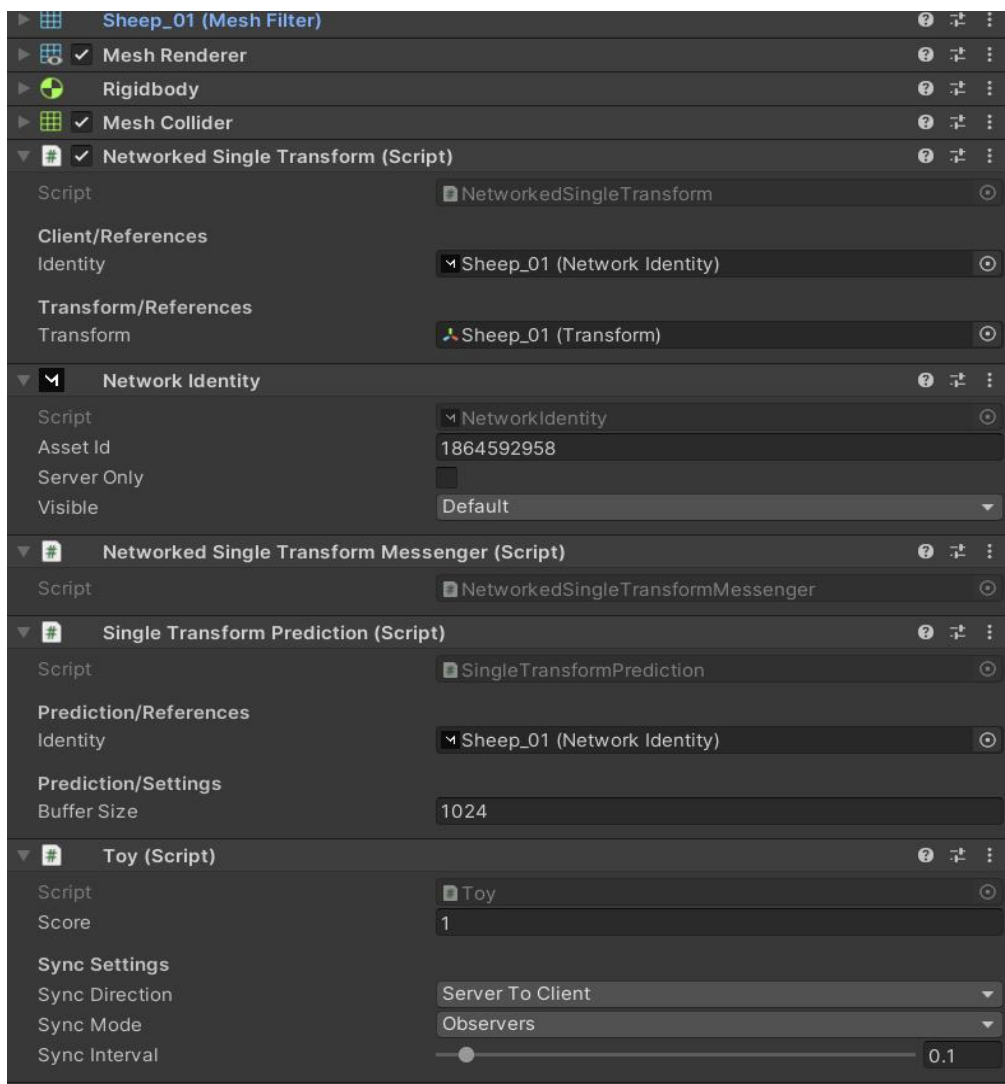 Sheep_01 (Mesh Filter)
Mesh Renderer
Rigidbody
Mesh Collider
# Networked Single Transform (Script)
Script # NetworkedSingleTransform
Client/References
Identity Sheep_01 (Network Identity)
Transform/References
Transform Sheep_01 (Transform)
Network Identity
Script NetworkIdentity
Asset Id 1864592958
Server Only
Visible Default
# Networked Single Transform Messenger (Script)
Script # NetworkedSingleTransformMessenger
# Single Transform Prediction (Script)
Script # SingleTransformPrediction
Prediction/References
Identity Sheep_01 (Network Identity)
Prediction/Settings
Buffer Size 1024
# Toy (Script)
Script # Toy
Score 1
Sync Settings
Sync Direction Server To Client
Sync Mode Observers
Sync Interval 0.1